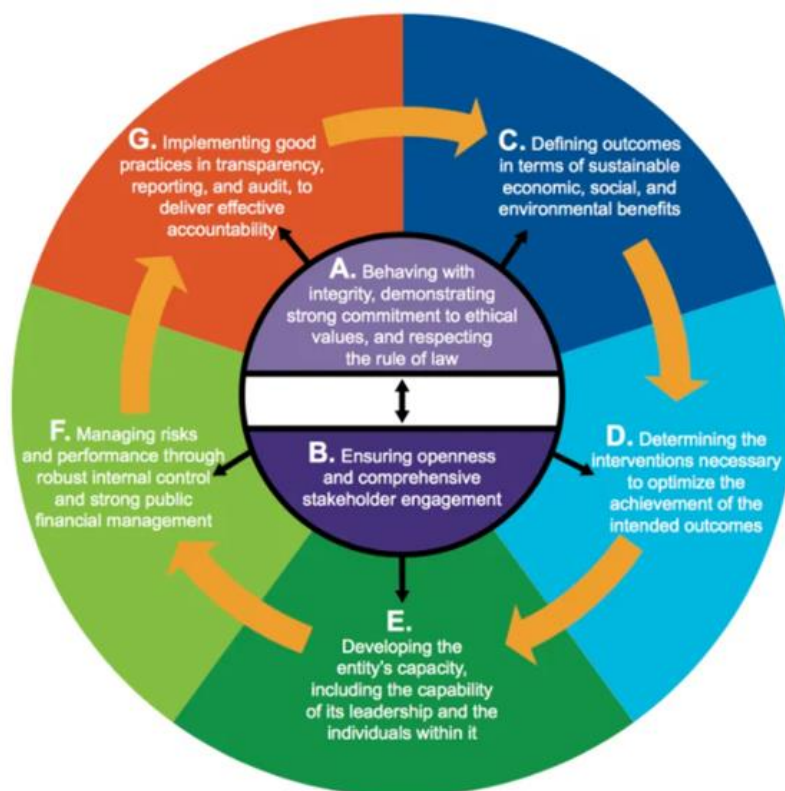 A. Behaving with
integrity, demonstrating
strong commitment to ethical
values, and respecting
the rule of law
B. Ensuring openness
and comprehensive
stakeholder engagement
C. Defining outcomes
in terms of sustainable
economic, social, and
environmental benefits
D. Determining the
interventions necessary
to optimize the
achievement of the
intended outcomes
E.
Developing the
entity's capacity,
including the capability
of its leadership and the
individuals within it
F. Managing risks
and performance through
robust internal control
and strong public
financial management
G. Implementing good
practices in transparency,
reporting, and audit, to
deliver effective
accountability